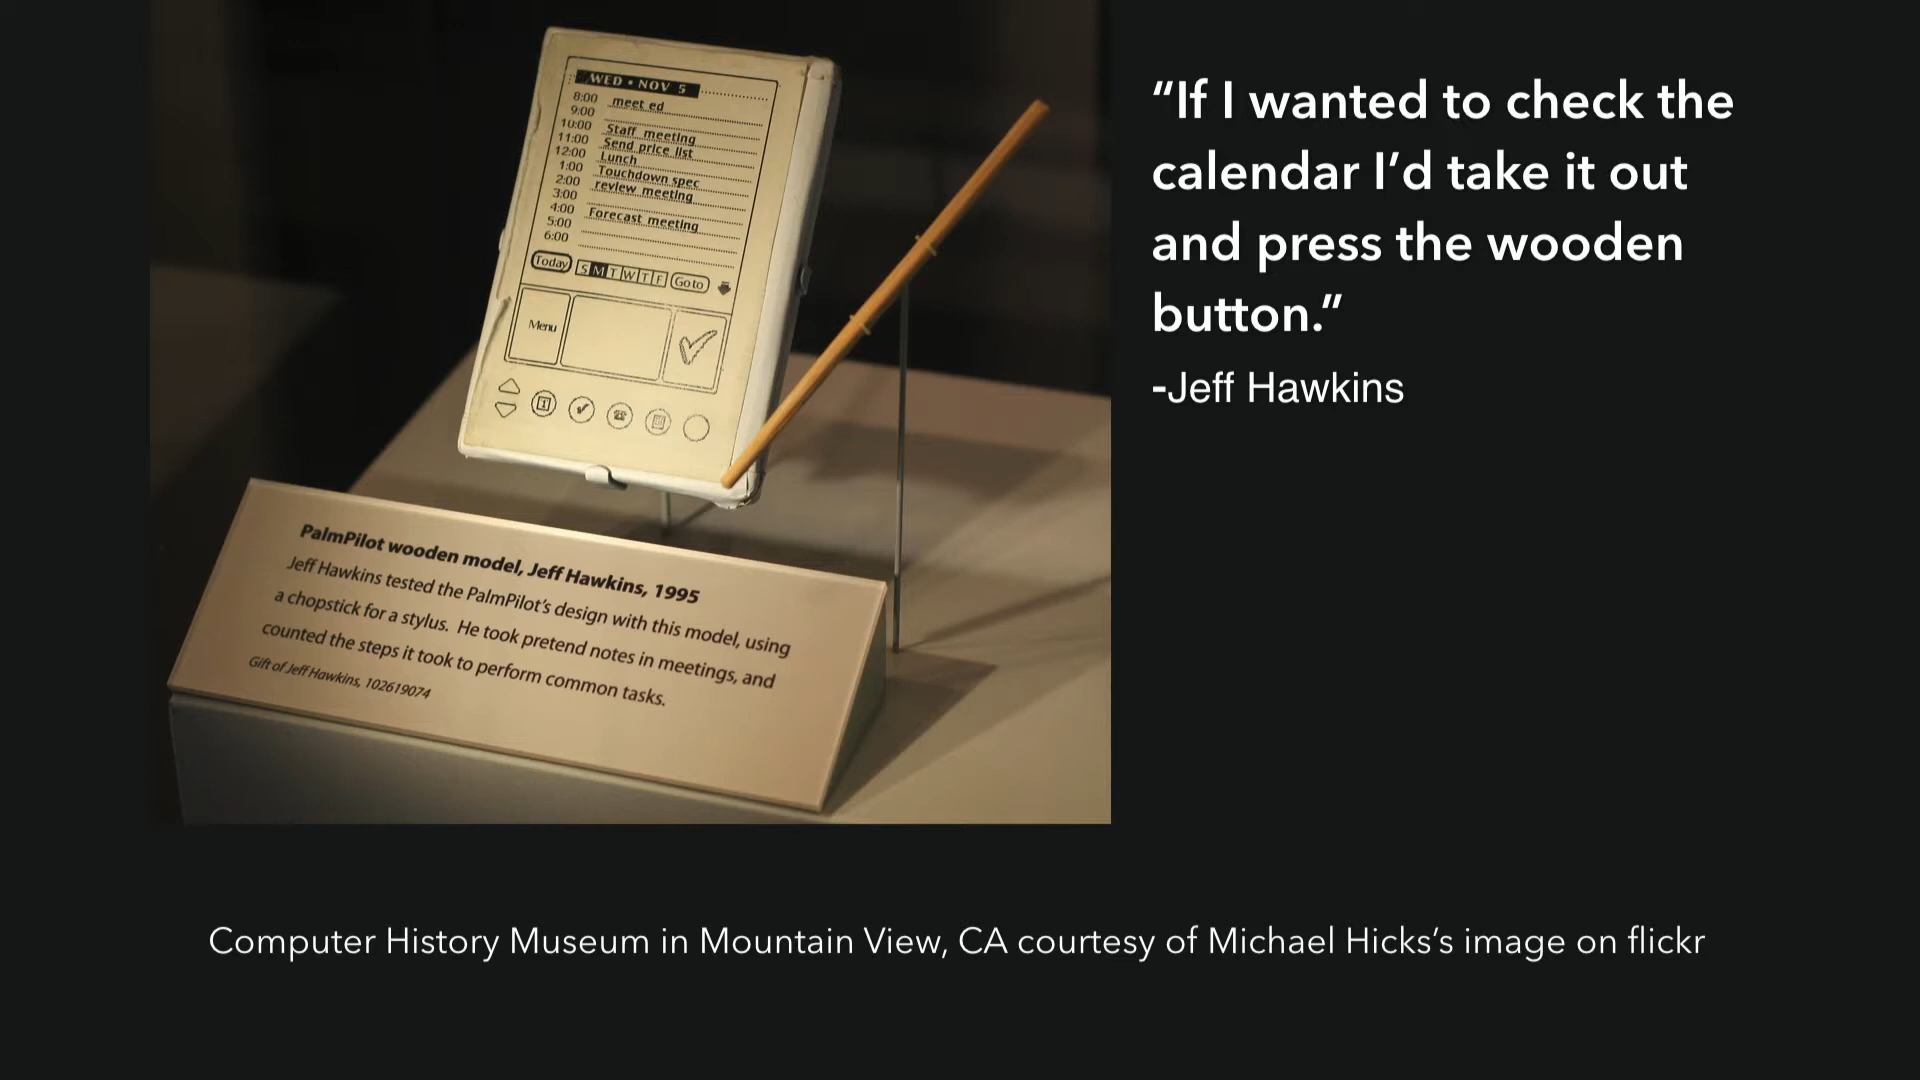 WED • NOV 5
8:00 meet ed
9:00
10:00 Staff meeting
11:00 Send price list
12:00 Lunch
1:00 Touchdown spec
2:00 review meeting
3:00
4:00 Forecast meeting
5:00
6:00
Today S M T W T F Go to
Menu
PalmPilot wooden model, Jeff Hawkins, 1995
Jeff Hawkins tested the PalmPilot's design with this model, using
a chopstick for a stylus. He took pretend notes in meetings, and
counted the steps it took to perform common tasks.
Gift of Jeff Hawkins, 102619074
“If I wanted to check the
calendar I’d take it out
and press the wooden
button.”
-Jeff Hawkins
Computer History Museum in Mountain View, CA courtesy of Michael Hicks’s image on flickr